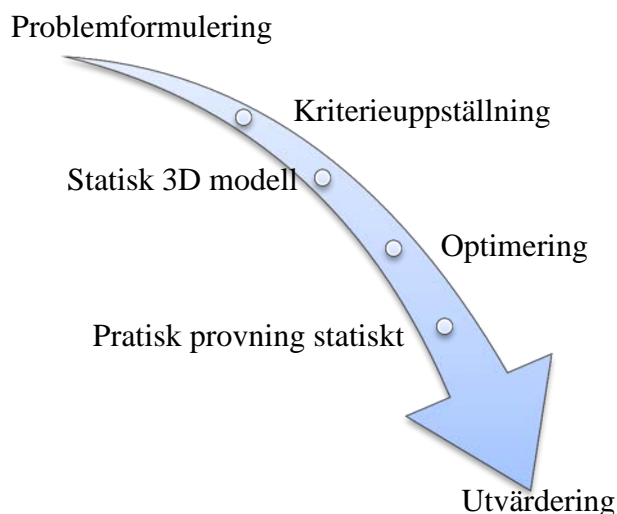 Problemformulering
Kriterieuppställning
Statisk 3D modell
Optimering
Pratisk provning statiskt
Utvärdering